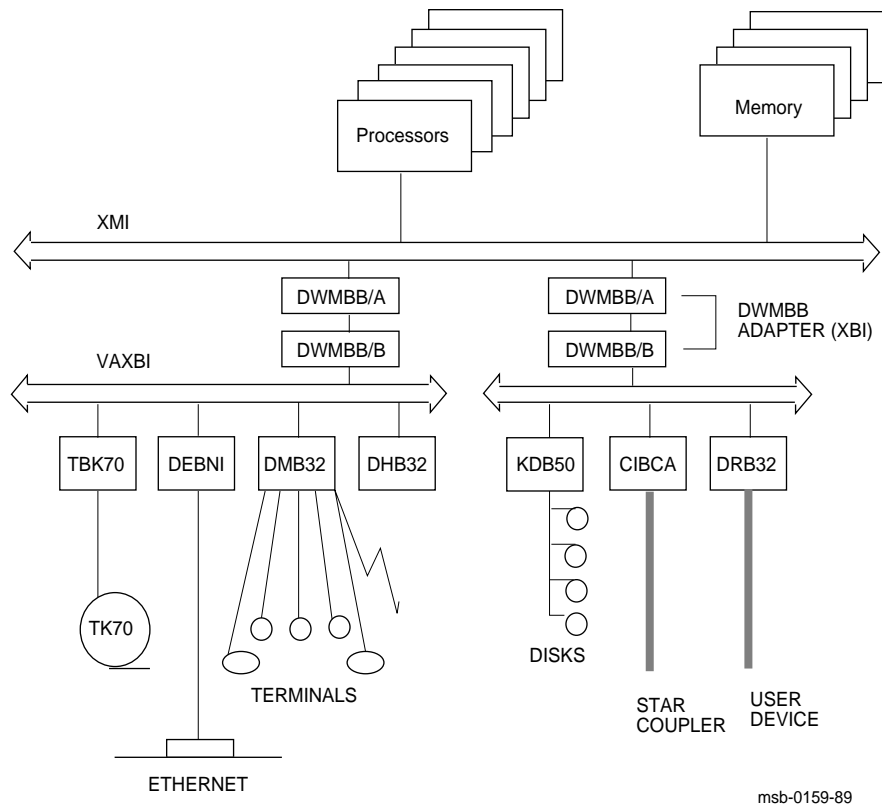 Processors
Memory
XMI
DWMBB/A
DWMBB/A
DWMBB
ADAPTER (XBI)
DWMBB/B
DWMBB/B
VAXBI
TBK70
DEBNI
DMB32
DHB32
KDB50
CIBCA
DRB32
TK70
DISKS
TERMINALS
STAR
COUPLER
USER
DEVICE
ETHERNET
msb-0159-89